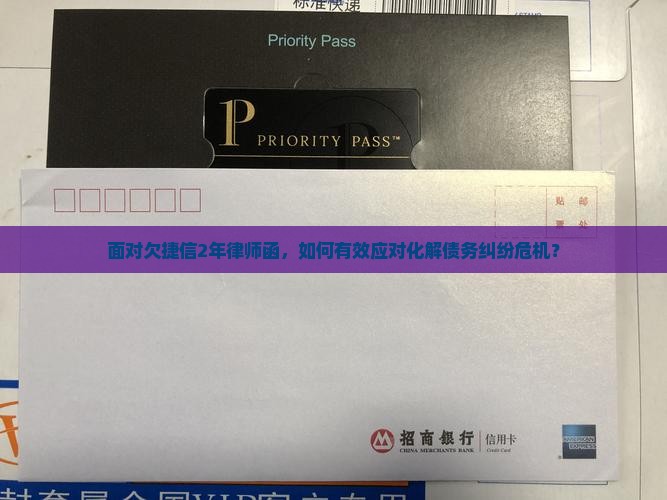 标准快递
Priority Pass
1P
PRIORITY PASS™
贴 邮
票 处
面对欠捷信2年律师函，如何有效应对化解债务纠纷危机？
招商银行 信用卡
CHINA MERCHANTS BANK Credit Card
AMERICAN
EXPRESS